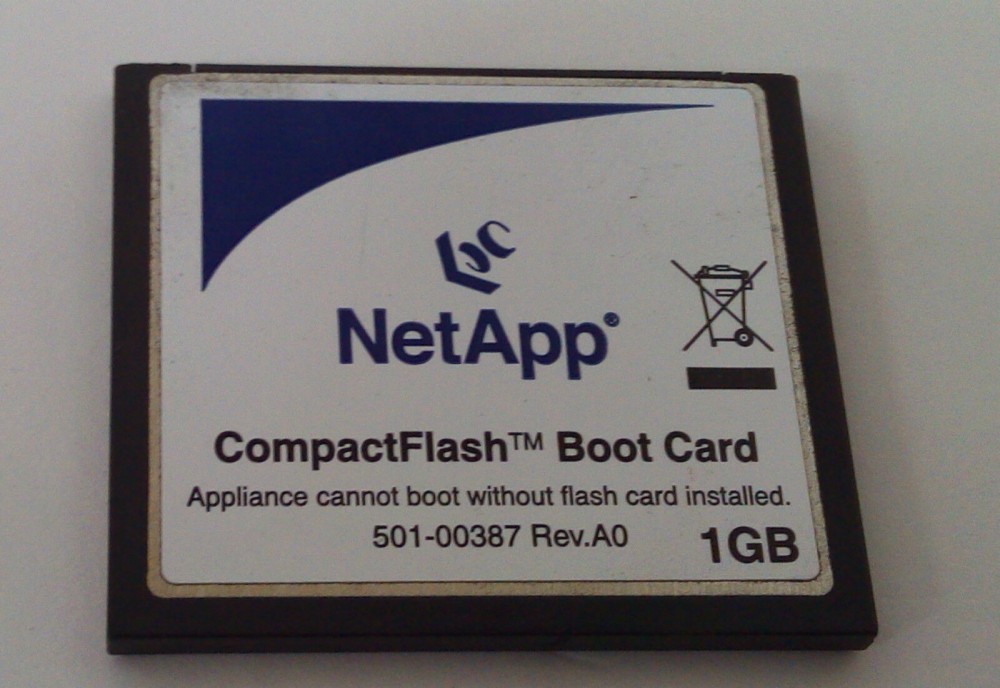 NetApp®
CompactFlash™ Boot Card
Appliance cannot boot without flash card installed.
501-00387 Rev.A0
1GB